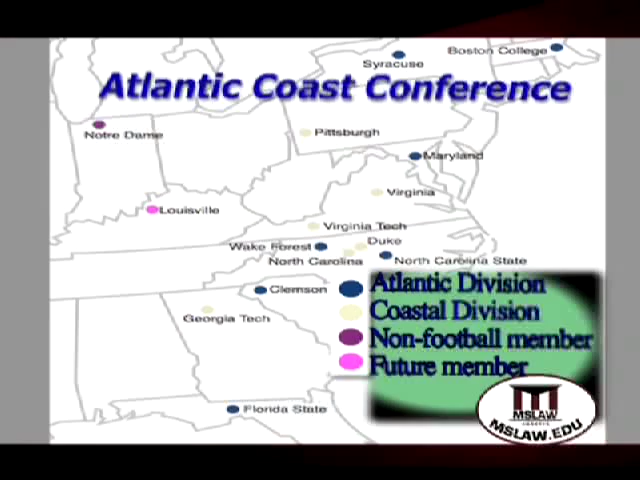 Boston College
Syracuse
Atlantic Coast Conference
Notre Dame
Pittsburgh
Maryland
Virginia
Louisville
Virginia Tech
Duke
Wake Forest
North Carolina
North Carolina State
Clemson
Georgia Tech
Florida State
Atlantic Division
Coastal Division
Non-football member
Future member
MSLAW
MSLAW.EDU